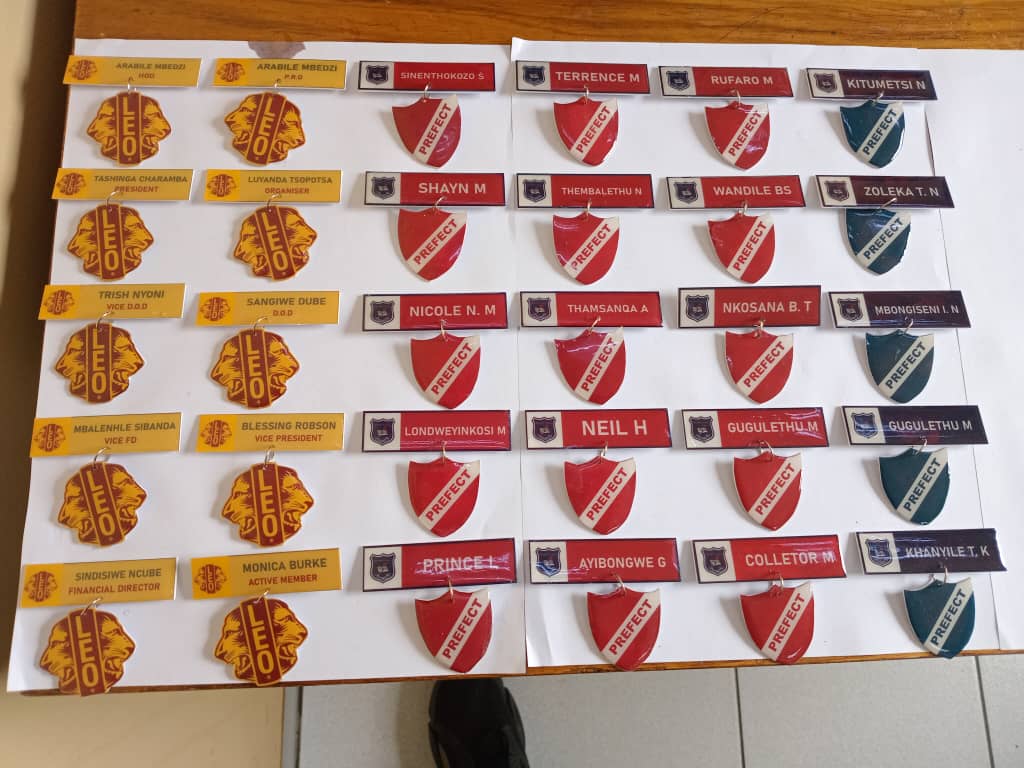 ARABILE MBEDZI
HOD
LEO
ARABILE MBEDZI
P.R.O
LEO
SINENTHOKOZO S
PREFECT
TERRENCE M
PREFECT
RUFARO M
PREFECT
KITUMETSI N
PREFECT
TASHINGA CHARAMBA
PRESIDENT
LEO
LUYANDA TSOPOTSA
ORGANISER
LEO
SHAYN M
PREFECT
THEMBALETHU N
PREFECT
WANDILE BS
PREFECT
ZOLEKA T. N
PREFECT
TRISH NYONI
VICE D.O.D
LEO
SANGIWE DUBE
D.O.D
LEO
NICOLE N. M
PREFECT
THAMSANQA A
PREFECT
NKOSANA B. T
PREFECT
MBONGISENI I. N
PREFECT
MBALENHLE SIBANDA
VICE FD
LEO
BLESSING ROBSON
VICE PRESIDENT
LEO
LONDWEYINKOSI M
PREFECT
NEIL H
PREFECT
GUGULETHU M
PREFECT
GUGULETHU M
PREFECT
SINDISIWE NCUBE
FINANCIAL DIRECTOR
LEO
MONICA BURKE
ACTIVE MEMBER
LEO
PRINCE L
PREFECT
AYIBONGWE G
PREFECT
COLLETOR M
PREFECT
KHANYILE T, K
PREFECT